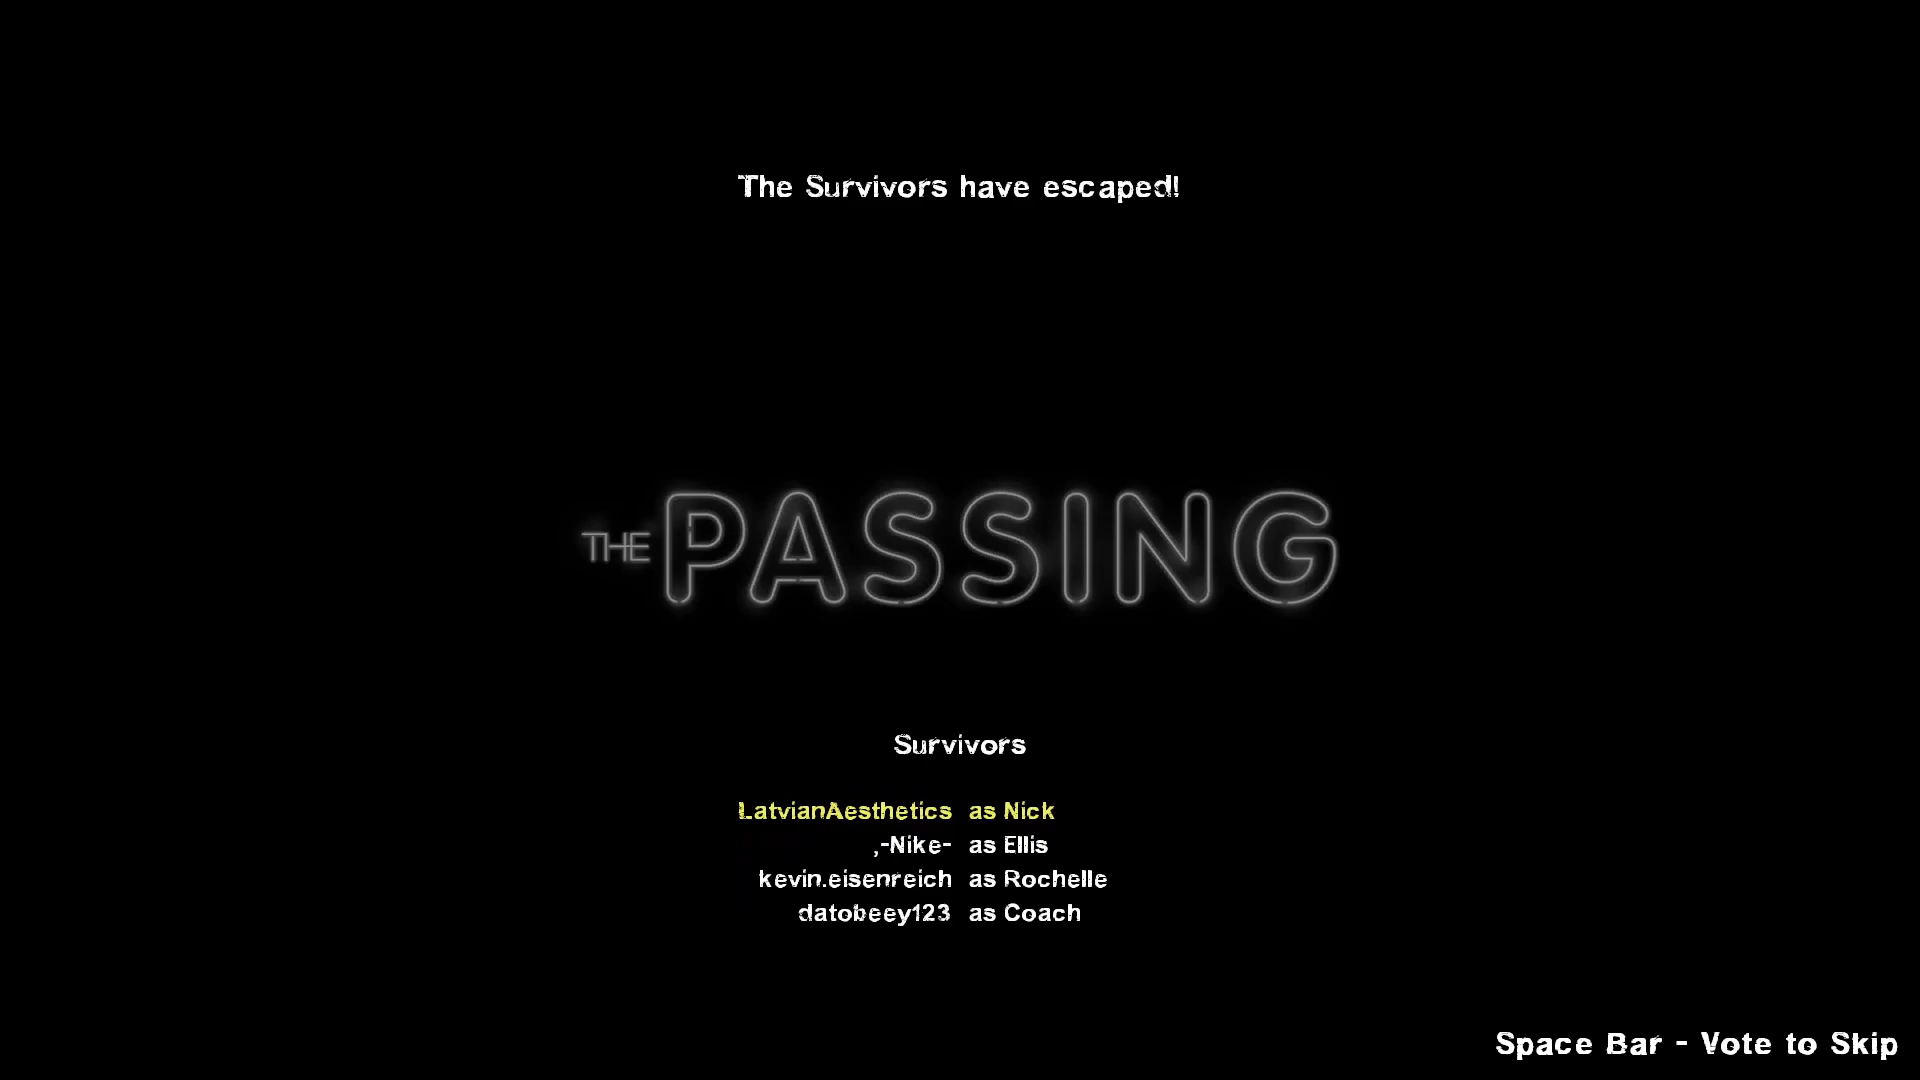 The Survivors have escaped!
THE PASSING
Survivors
LatvianAesthetics as Nick
,-Nike- as Ellis
kevin.eisenreich as Rochelle
datobeey123 as Coach
Space Bar - Vote to Skip